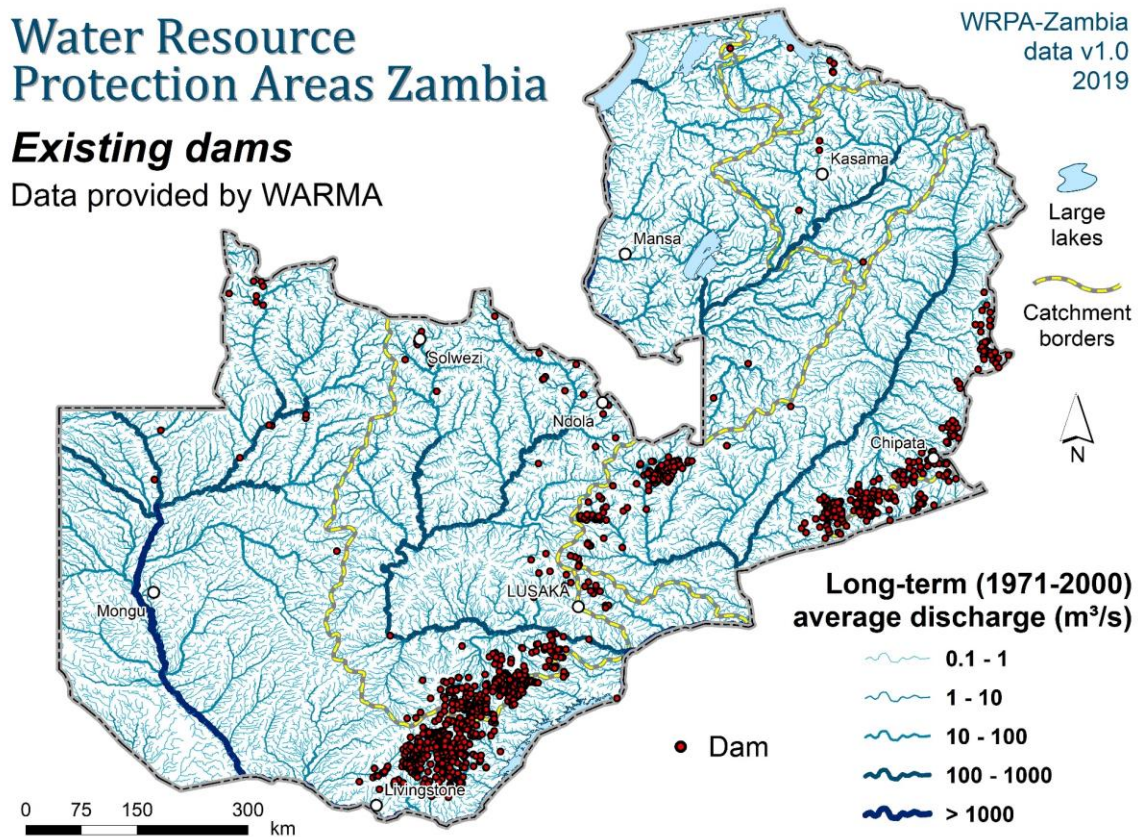 Water Resource
Protection Areas Zambia
Existing dams
Data provided by WARMA
WRPA-Zambia
data v1.0
2019
Large
lakes
Catchment
borders
N
Kasama
Mansa
Solwezi
Ndola
Chipata
LUSAKA
Mongu
Livingstone
Long-term (1971-2000)
average discharge (m³/s)
0.1 - 1
1 - 10
10 - 100
100 - 1000
> 1000
Dam
0 75 150 300
km